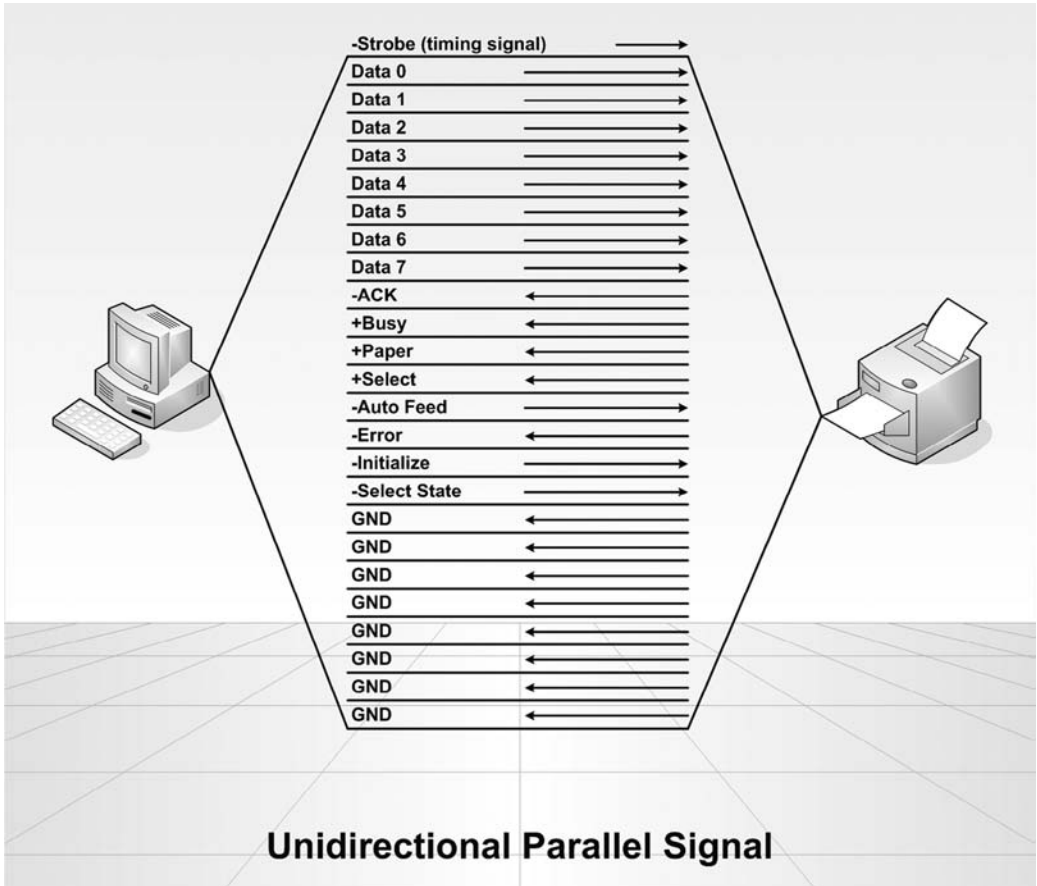 -Strobe (timing signal)
Data 0
Data 1
Data 2
Data 3
Data 4
Data 5
Data 6
Data 7
-ACK
+Busy
+Paper
+Select
-Auto Feed
-Error
-Initialize
-Select State
GND
GND
GND
GND
GND
GND
GND
GND
Unidirectional Parallel Signal